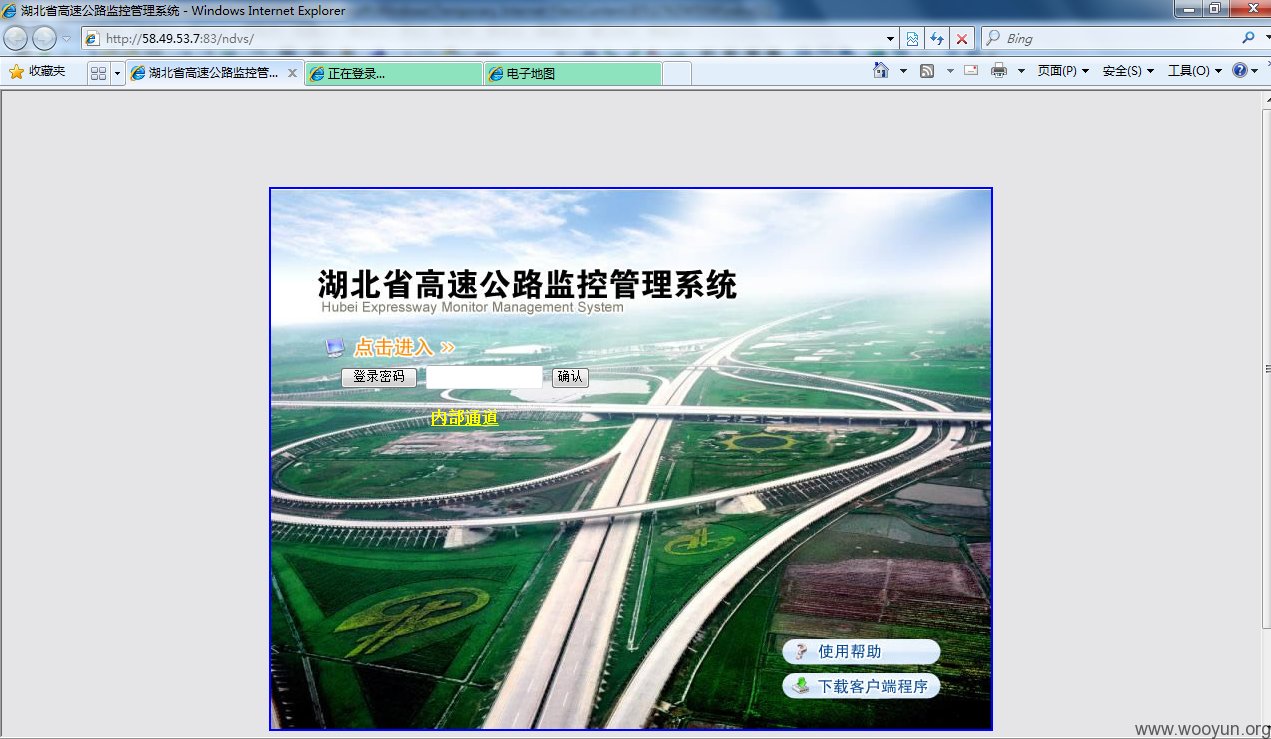 湖北省高速公路监控管理系统 - Windows Internet Explorer
http://58.49.53.7:83/ndvs/
Bing
收藏夹
湖北省高速公路监控管...
正在登录...
电子地图
页面(P)
安全(S)
工具(O)
湖北省高速公路监控管理系统
Hubei Expressway Monitor Management System
点击进入 >>
登录密码
确认
内部通道
使用帮助
下载客户端程序
www.wooyun.org